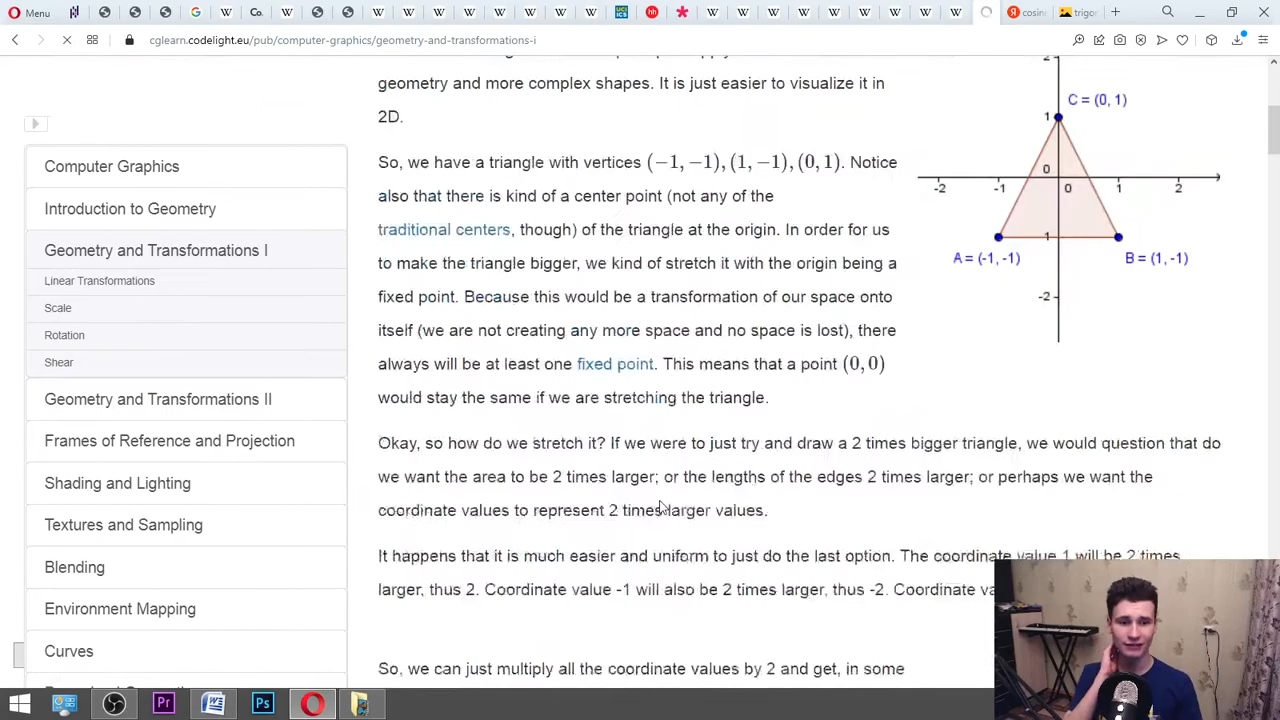 Menu
Co.
UCI
ICS
hh
cosine
trigor
cglearn.codelight.eu/pub/computer-graphics/geometry-and-transformations-i
Computer Graphics
Introduction to Geometry
Geometry and Transformations I
Linear Transformations
Scale
Rotation
Shear
Geometry and Transformations II
Frames of Reference and Projection
Shading and Lighting
Textures and Sampling
Blending
Environment Mapping
Curves
geometry and more complex shapes. It is just easier to visualize it in
2D.
So, we have a triangle with vertices (−1, −1), (1, −1), (0, 1). Notice
also that there is kind of a center point (not any of the
traditional centers, though) of the triangle at the origin. In order for us
to make the triangle bigger, we kind of stretch it with the origin being a
fixed point. Because this would be a transformation of our space onto
itself (we are not creating any more space and no space is lost), there
always will be at least one fixed point. This means that a point (0, 0)
would stay the same if we are stretching the triangle.
Okay, so how do we stretch it? If we were to just try and draw a 2 times bigger triangle, we would question that do
we want the area to be 2 times larger; or the lengths of the edges 2 times larger; or perhaps we want the
coordinate values to represent 2 times larger values.
It happens that it is much easier and uniform to just do the last option. The coordinate value 1 will be 2 times
larger, thus 2. Coordinate value -1 will also be 2 times larger, thus -2. Coordinate va
So, we can just multiply all the coordinate values by 2 and get, in some
2
C = (0, 1)
1
0
-2 -1 0 1 2
1
A = (-1, -1)
B = (1, -1)
-2
Pr
W
Ps